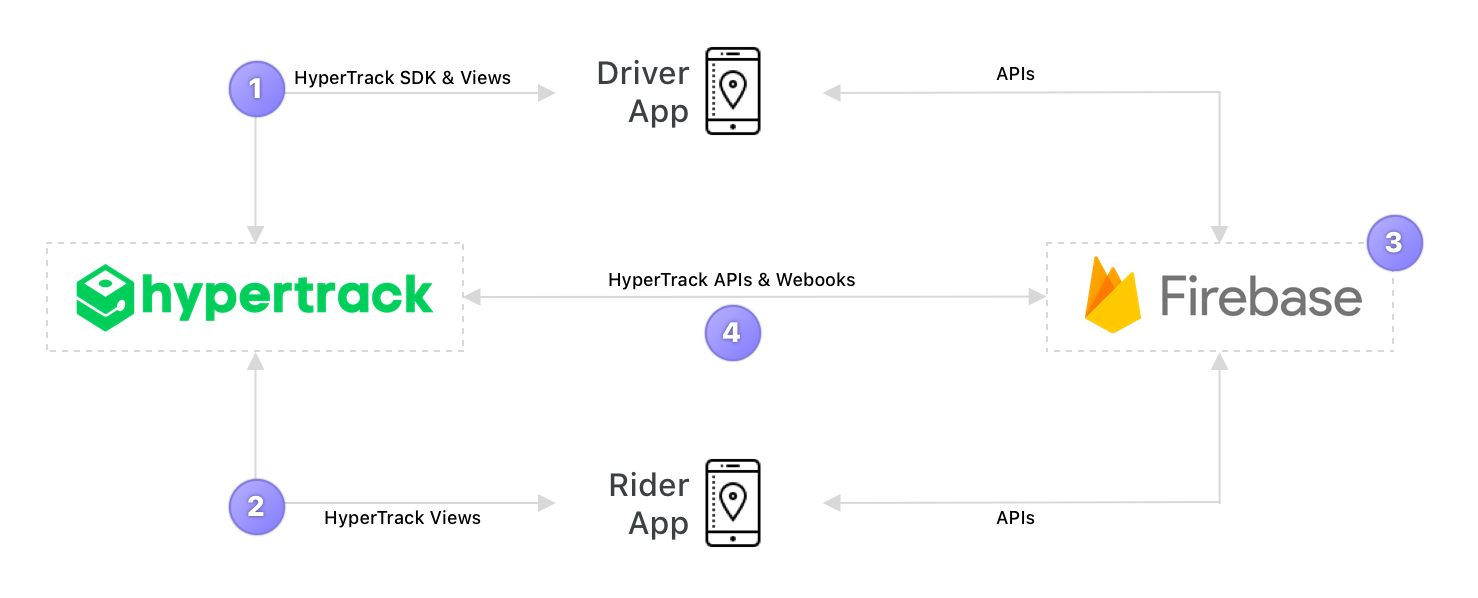 1
HyperTrack SDK & Views
Driver
App
APIs
hypertrack
HyperTrack APIs & Webooks
4
Firebase
3
2
HyperTrack Views
Rider
App
APIs